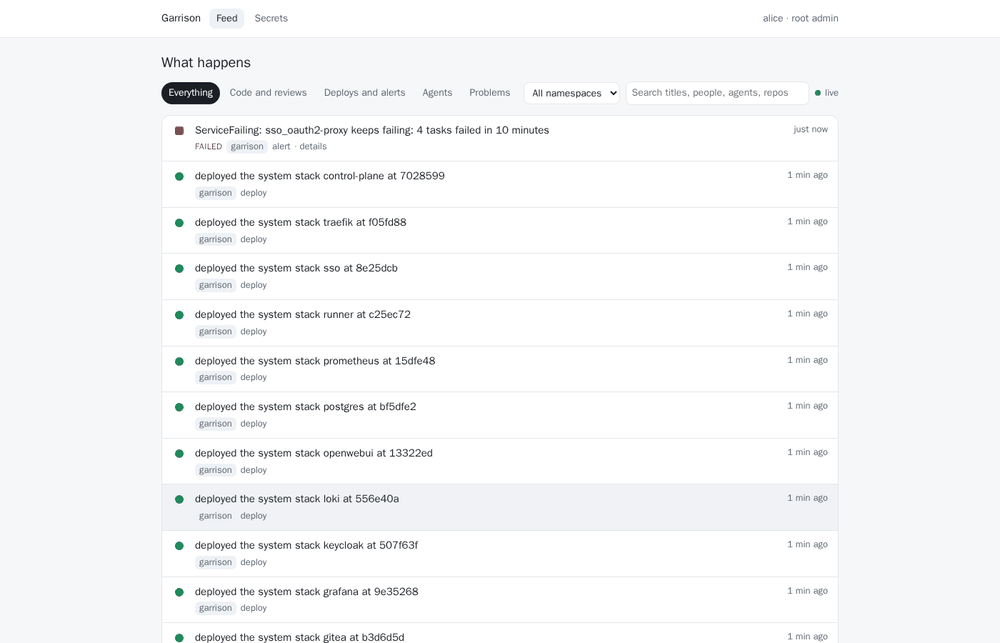 Garrison Feed Secrets alice · root admin
What happens
Everything Code and reviews Deploys and alerts Agents Problems All namespaces Search titles, people, agents, repos live
ServiceFailing: sso_oauth2-proxy keeps failing: 4 tasks failed in 10 minutes just now
FAILED garrison alert · details
deployed the system stack control-plane at 7028599 1 min ago
garrison deploy
deployed the system stack traefik at f05fd88 1 min ago
garrison deploy
deployed the system stack sso at 8e25dcb 1 min ago
garrison deploy
deployed the system stack runner at c25ec72 1 min ago
garrison deploy
deployed the system stack prometheus at 15dfe48 1 min ago
garrison deploy
deployed the system stack postgres at bf5dfe2 1 min ago
garrison deploy
deployed the system stack openwebui at 13322ed 1 min ago
garrison deploy
deployed the system stack loki at 556e40a 1 min ago
garrison deploy
deployed the system stack keycloak at 507f63f 1 min ago
garrison deploy
deployed the system stack grafana at 9e35268 1 min ago
garrison deploy
deployed the system stack gitea at b3d6d5d 1 min ago